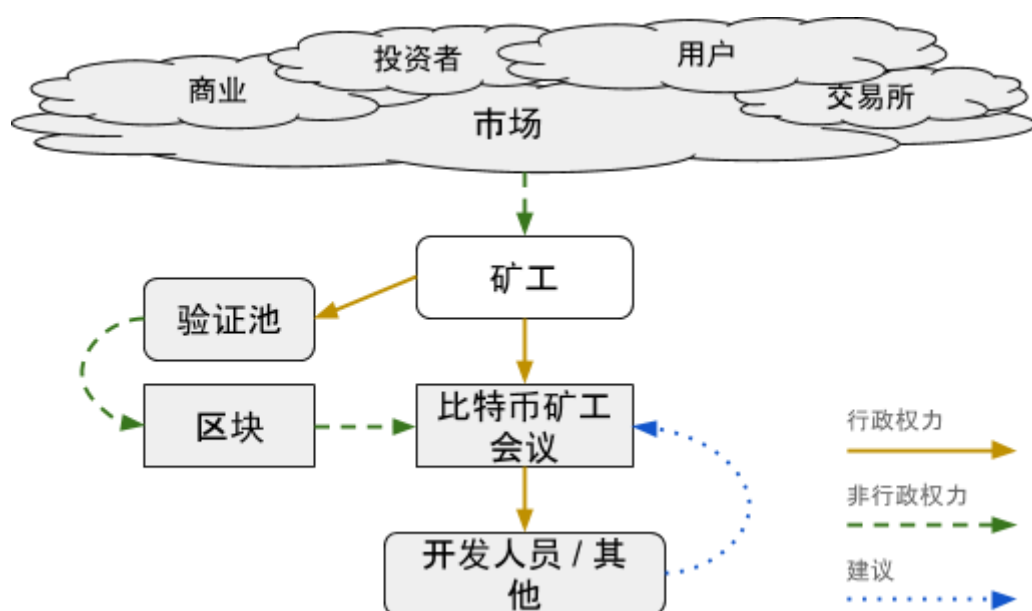 投资者
用户
商业
交易所
市场
矿工
验证池
区块
比特币矿工
会议
行政权力
非行政权力
开发人员 / 其
他
建议